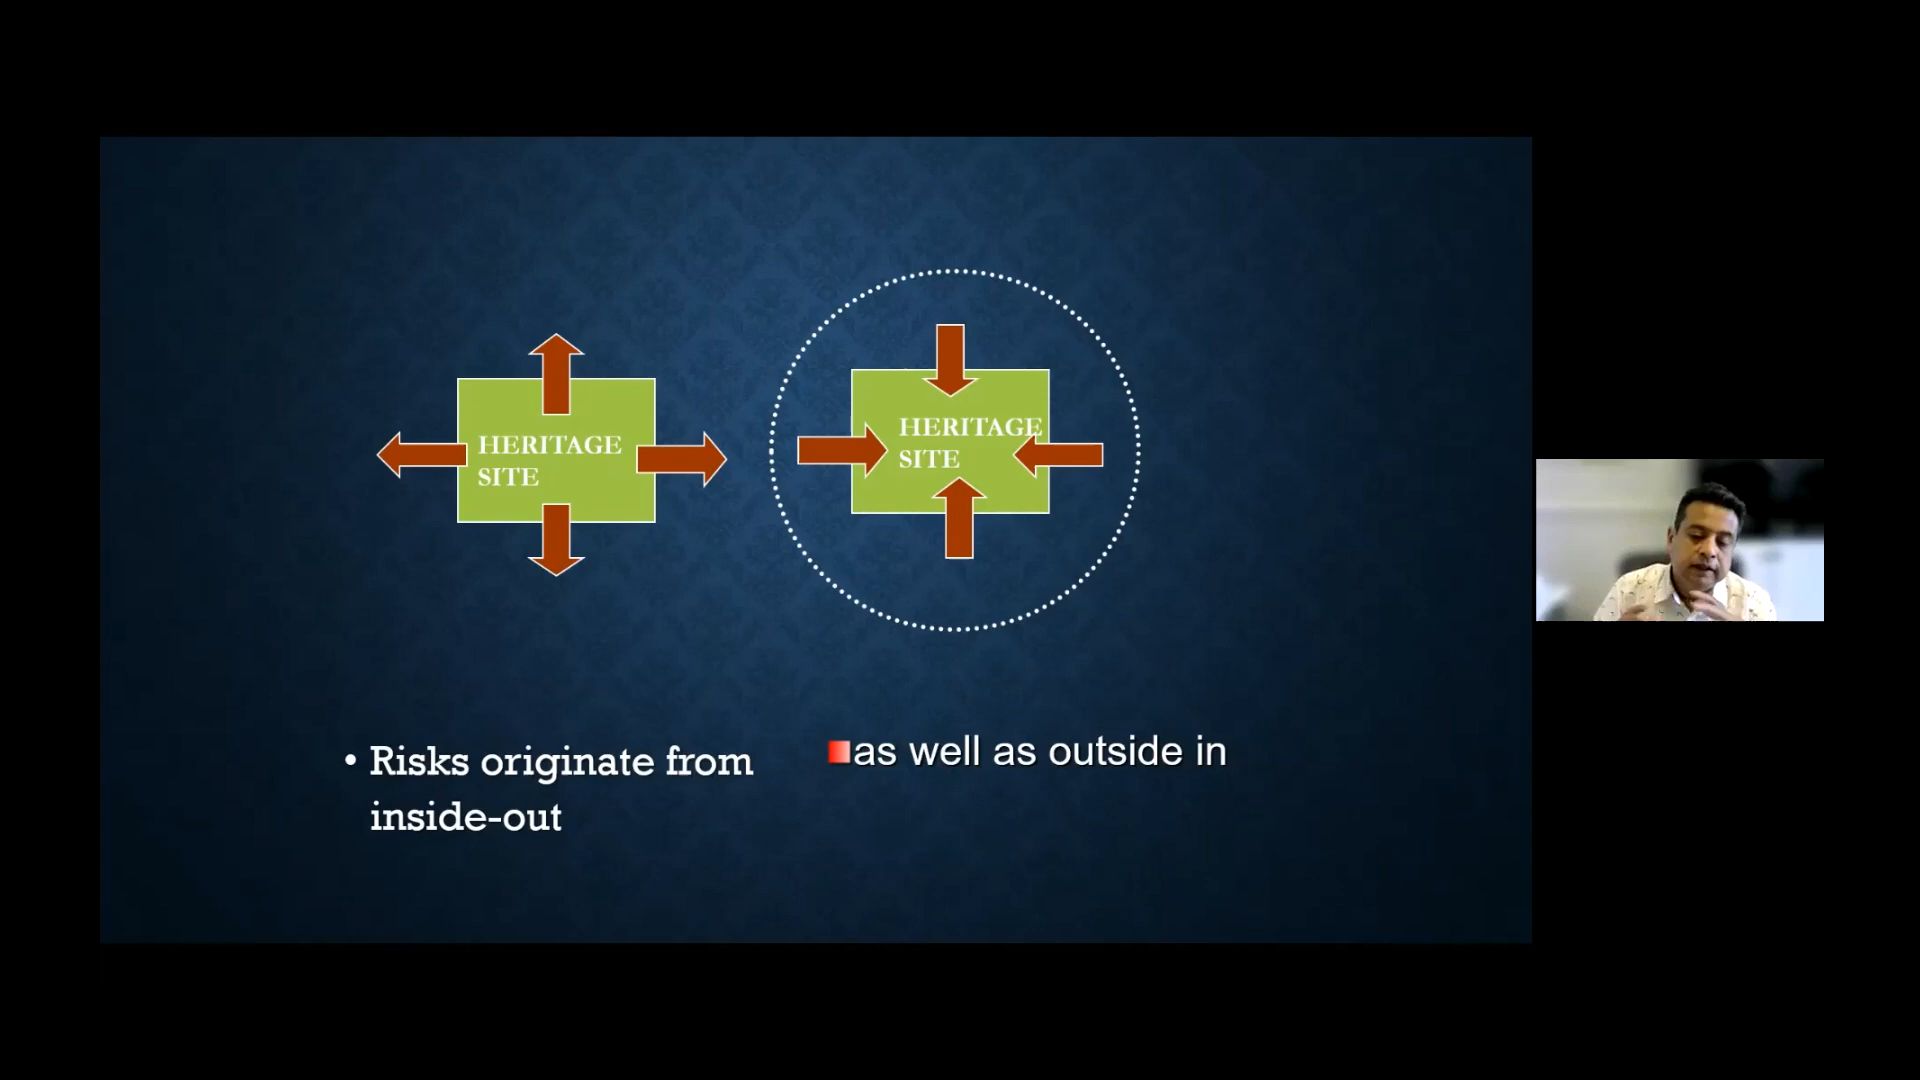 HERITAGE
SITE
HERITAGE
SITE
• Risks originate from
inside-out
as well as outside in